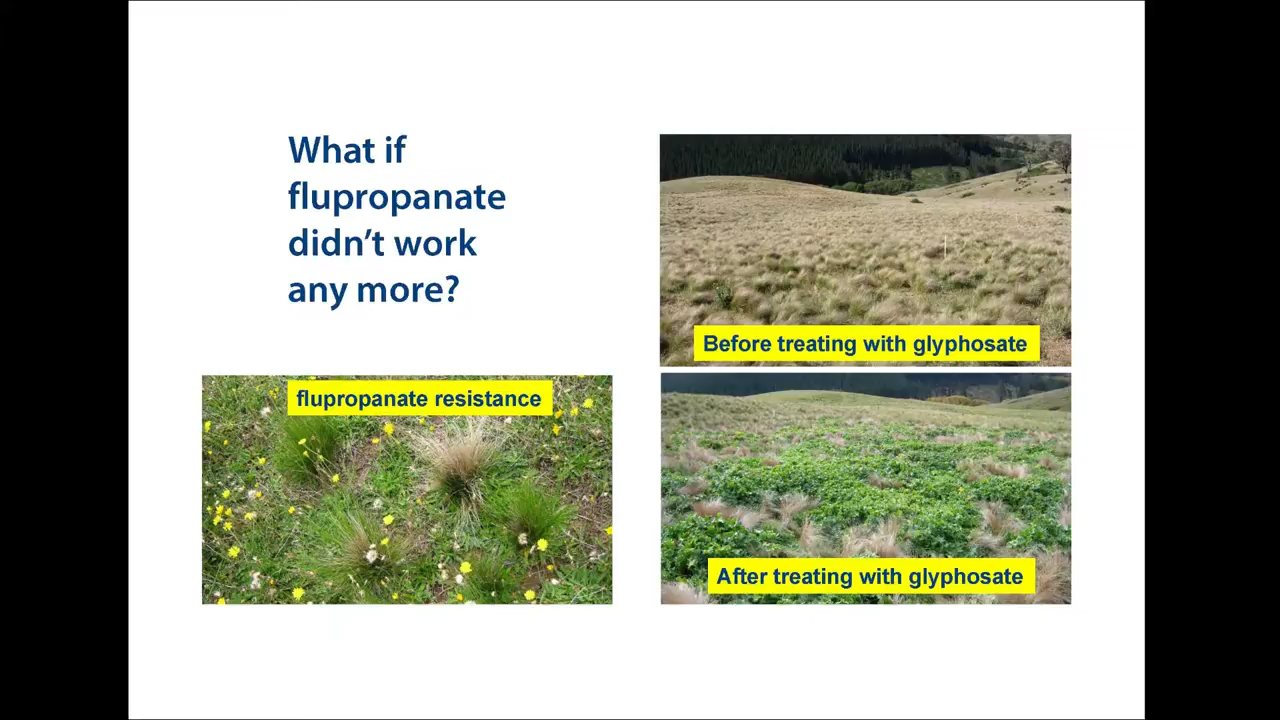 What if
flupropanate
didn't work
any more?
flupropanate resistance
Before treating with glyphosate
After treating with glyphosate